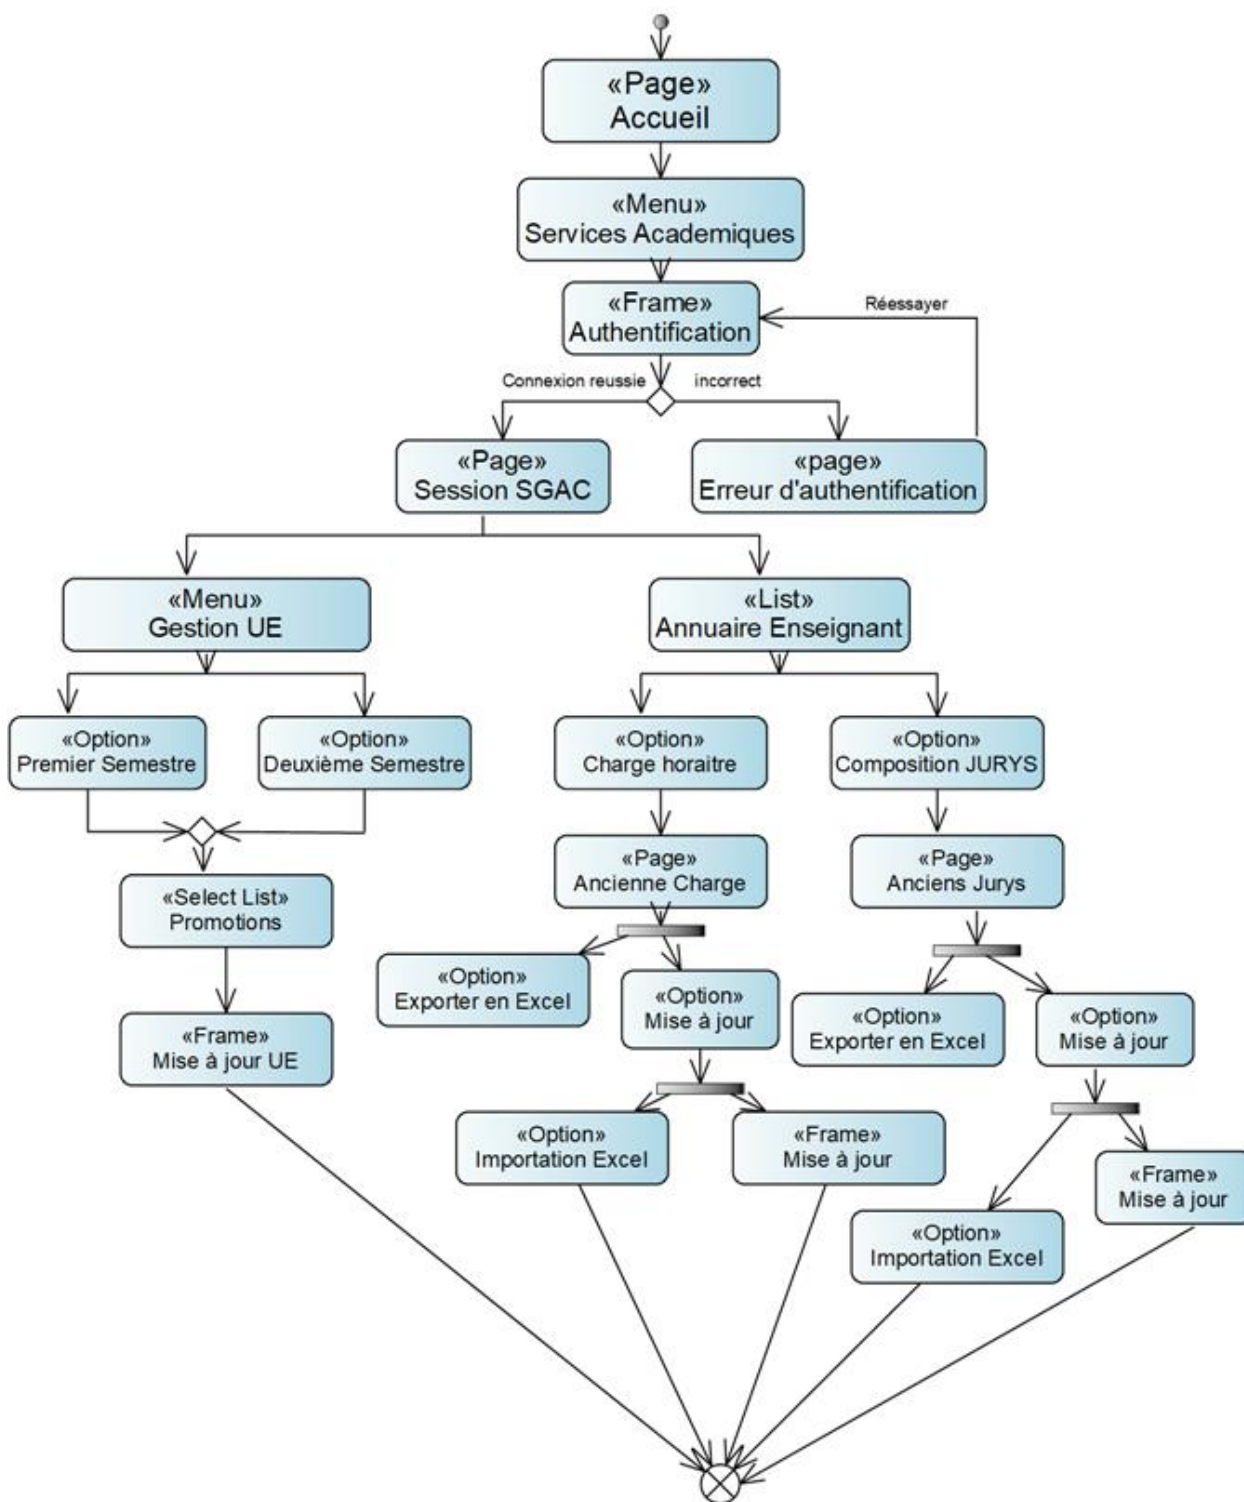 «Page»
Accueil
«Menu»
Services Academiques
«Frame»
Authentification
Réessayer
Connexion reussie
incorrect
«Page»
Session SGAC
«page»
Erreur d'authentification
«Menu»
Gestion UE
«List»
Annuaire Enseignant
«Option»
Premier Semestre
«Option»
Deuxième Semestre
«Option»
Charge horaitre
«Option»
Composition JURYS
«Select List»
Promotions
«Page»
Ancienne Charge
«Page»
Anciens Jurys
«Option»
Exporter en Excel
«Option»
Mise à jour
«Option»
Exporter en Excel
«Option»
Mise à jour
«Frame»
Mise à jour UE
«Option»
Importation Excel
«Frame»
Mise à jour
«Frame»
Mise à jour
«Option»
Importation Excel